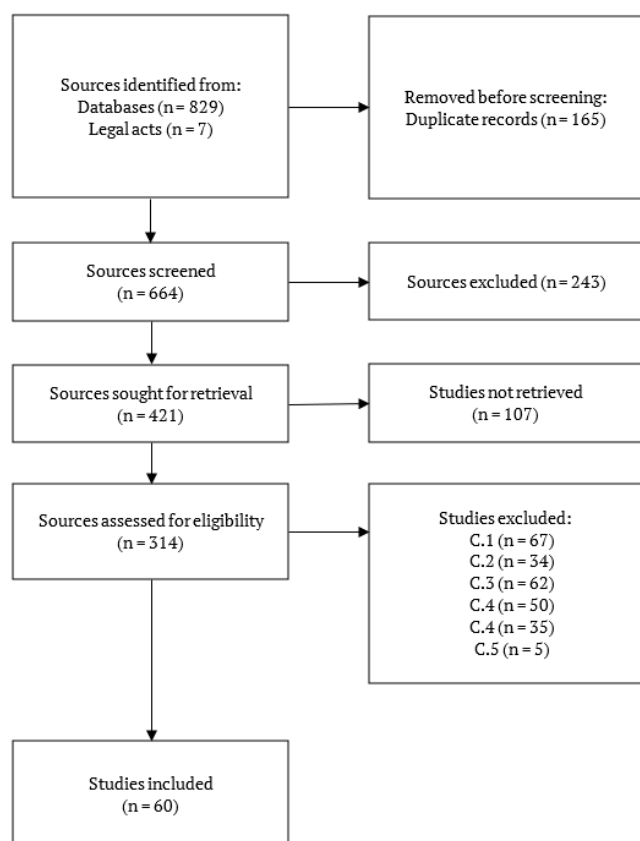 Sources identified from:
Databases (n = 829)
Legal acts (n = 7)
Removed before screening:
Duplicate records (n = 165)
Sources screened
(n = 664)
Sources excluded (n = 243)
Sources sought for retrieval
(n = 421)
Studies not retrieved
(n = 107)
Sources assessed for eligibility
(n = 314)
Studies excluded:
C.1 (n = 67)
C.2 (n = 34)
C.3 (n = 62)
C.4 (n = 50)
C.4 (n = 35)
C.5 (n = 5)
Studies included
(n = 60)